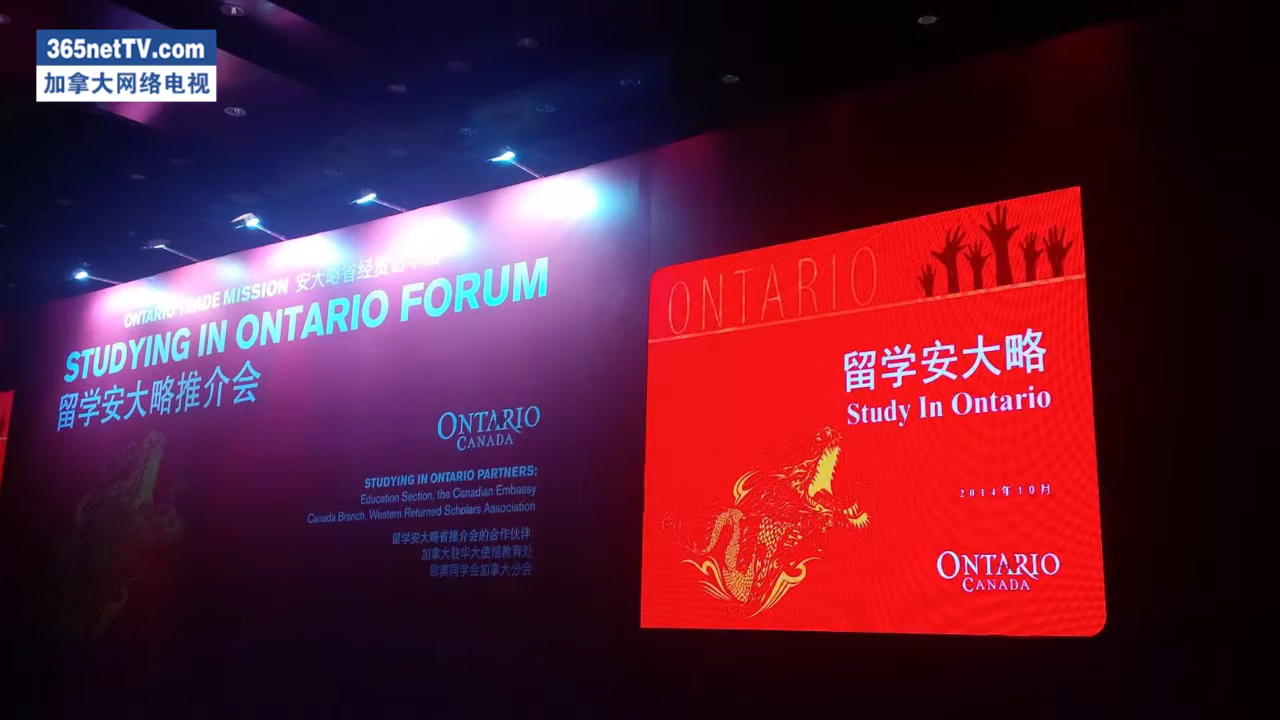 365netTV.com
加拿大网络电视
ONTARIO TRADE MISSION 安大略省经贸
STUDYING IN ONTARIO FORUM
留学安大略推介会
ONTARIO
CANADA
STUDYING IN ONTARIO PARTNERS:
Education Section, the Canadian Embassy
Canada Branch, Western Returned Scholars Association
留学安大略省推介会的合作伙伴:
加拿大驻华大使馆教育处
欧美同学会加拿大分会
ONTARIO
留学安大略
Study In Ontario
2014年10月
ONTARIO
CANADA